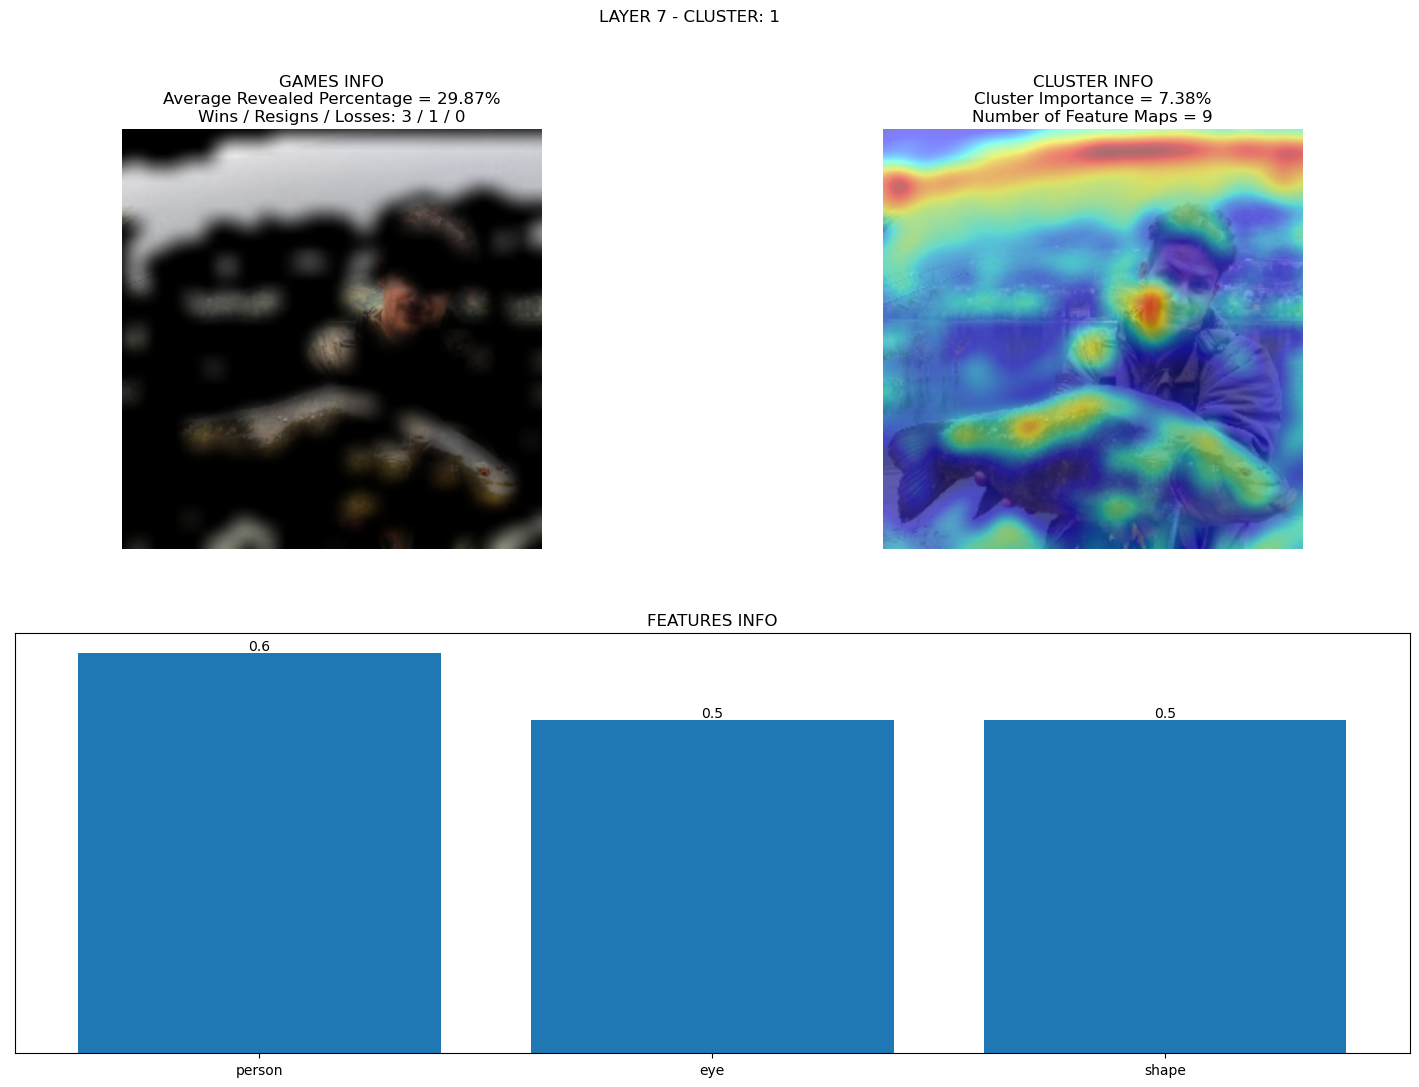 LAYER 7 - CLUSTER: 1
GAMES INFO
Average Revealed Percentage = 29.87%
Wins / Resigns / Losses: 3 / 1 / 0
CLUSTER INFO
Cluster Importance = 7.38%
Number of Feature Maps = 9
FEATURES INFO
0.6
0.5
0.5
person
eye
shape